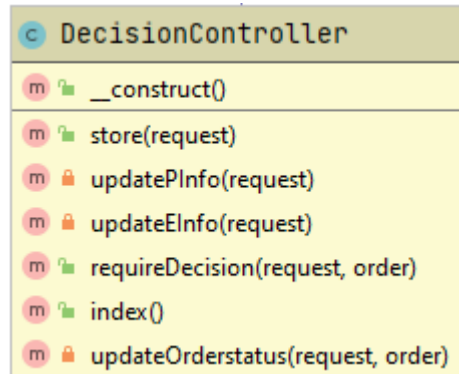 C DecisionController
m __construct()
m store(request)
m updatePInfo(request)
m updateEInfo(request)
m requireDecision(request, order)
m index()
m updateOrderstatus(request, order)